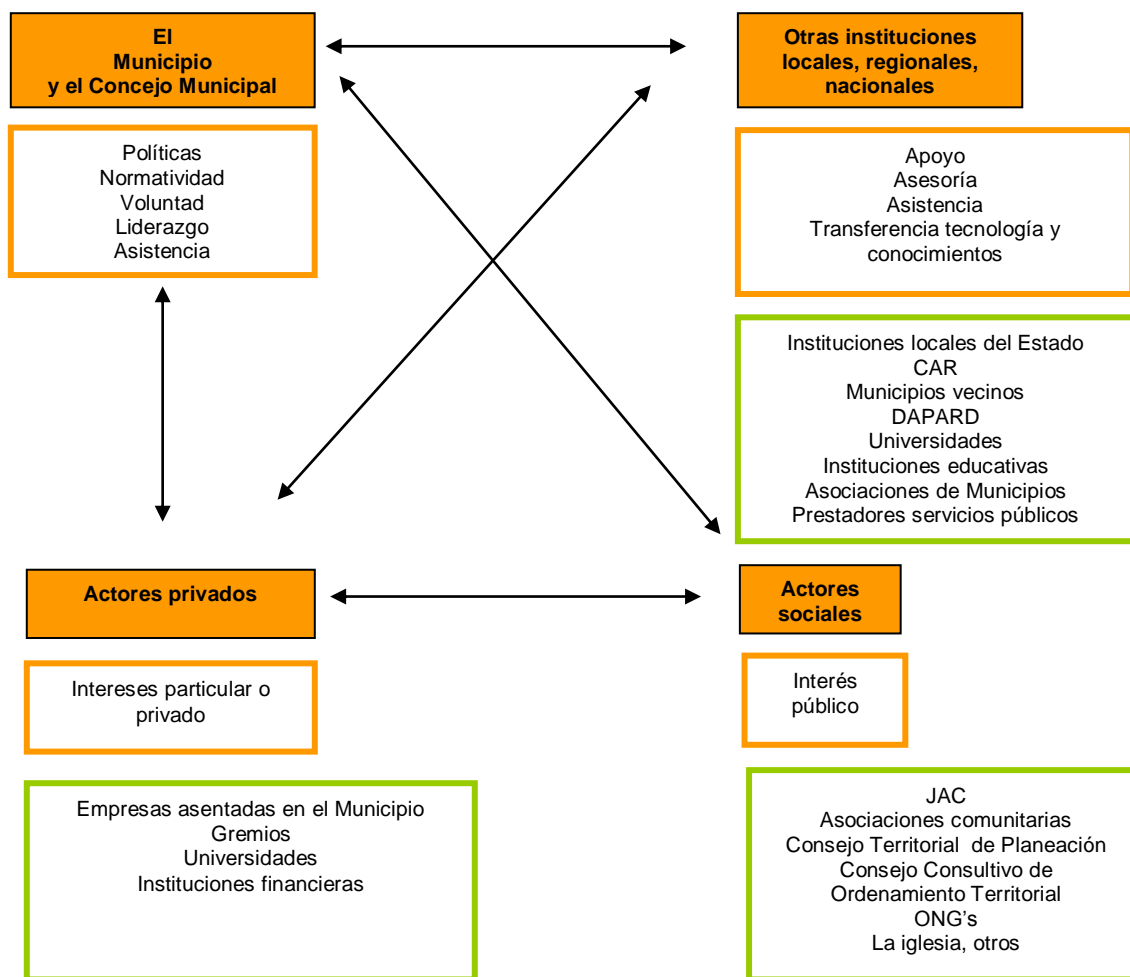 El
Municipio
y el Concejo Municipal
Políticas
Normatividad
Voluntad
Liderazgo
Asistencia
Otras instituciones
locales, regionales,
nacionales
Apoyo
Asesoría
Asistencia
Transferencia tecnología y
conocimientos
Instituciones locales del Estado
CAR
Municipios vecinos
DAPARD
Universidades
Instituciones educativas
Asociaciones de Municipios
Prestadores servicios públicos
Actores privados
Intereses particular o
privado
Empresas asentadas en el Municipio
Gremios
Universidades
Instituciones financieras
Actores
sociales
Interés
público
JAC
Asociaciones comunitarias
Consejo Territorial de Planeación
Consejo Consultivo de
Ordenamiento Territorial
ONG's
La iglesia, otros